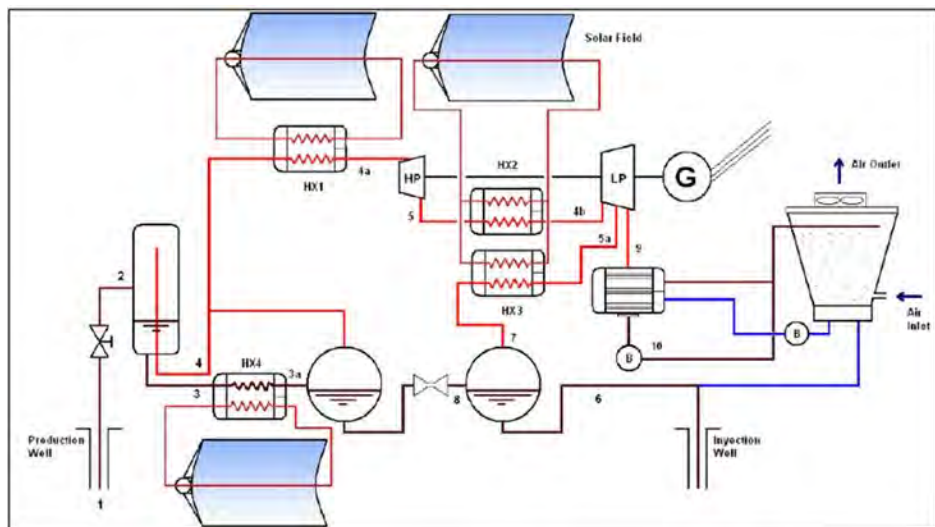 Solar Field
HX1
4a
HP
HX2
LP
G
Air Outlet
5
4b
5a
9
2
HX3
Air
Inlet
B
10
B
7
4
HX4
3a
3
8
6
Production
Well
Inyection
Well
1